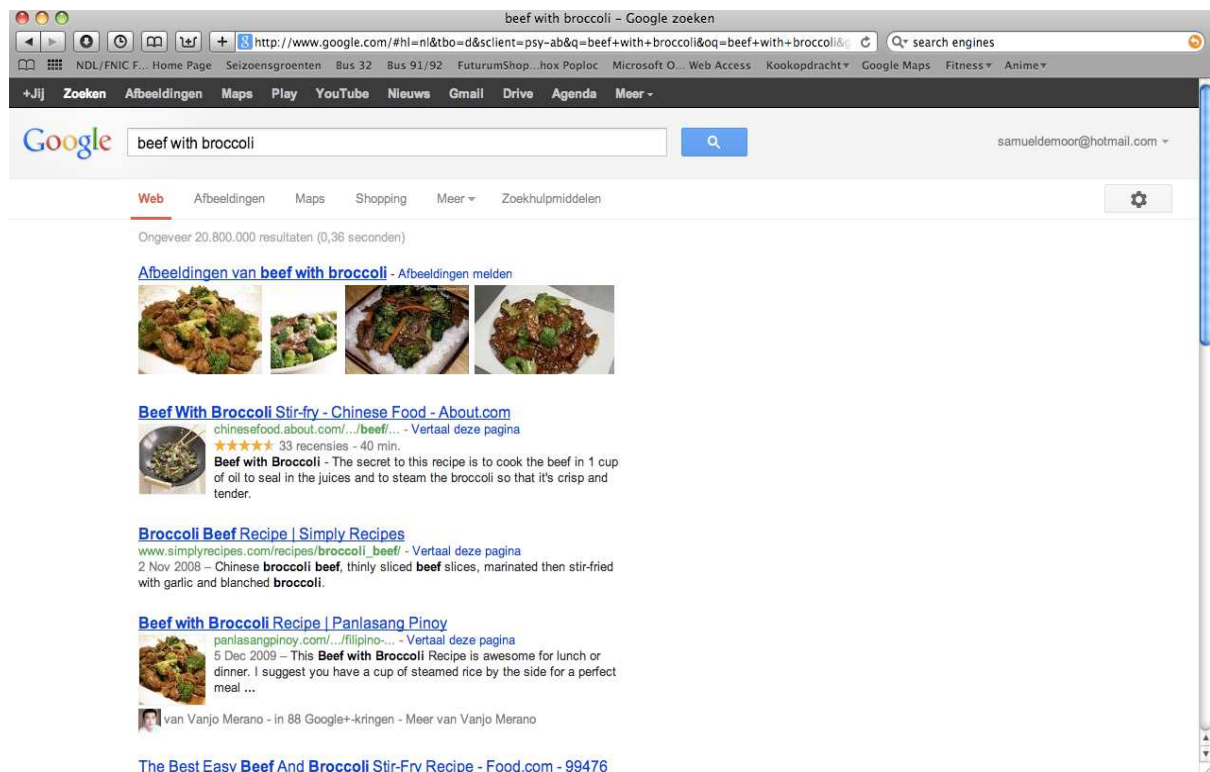 beef with broccoli – Google zoeken
http://www.google.com/#hl=nl&tbo=d&sclient=psy-ab&q=beef+with+broccoli&oq=beef+with+broccoli& search engines
NDL/FNIC F... Home Page Seizoensgroenten Bus 32 Bus 91/92 FuturumShop...hox Poploc Microsoft O... Web Access Kookopdracht Google Maps Fitness Anime
+Jij Zoeken Afbeeldingen Maps Play YouTube Nieuws Gmail Drive Agenda Meer
Google beef with broccoli samueldemoor@hotmail.com
Web Afbeeldingen Maps Shopping Meer Zoekhulpmiddelen
Ongeveer 20.800.000 resultaten (0,36 seconden)
Afbeeldingen van beef with broccoli - Afbeeldingen melden
Beef With Broccoli Stir-fry - Chinese Food - About.com
chinesefood.about.com/.../beef/... - Vertaal deze pagina
33 recensies - 40 min.
Beef with Broccoli - The secret to this recipe is to cook the beef in 1 cup
of oil to seal in the juices and to steam the broccoli so that it's crisp and
tender.
Broccoli Beef Recipe | Simply Recipes
www.simplyrecipes.com/recipes/broccoli_beef/ - Vertaal deze pagina
2 Nov 2008 – Chinese broccoli beef, thinly sliced beef slices, marinated then stir-fried
with garlic and blanched broccoli.
Beef with Broccoli Recipe | Panlasang Pinoy
panlasangpinoy.com/.../filipino-... - Vertaal deze pagina
5 Dec 2009 – This Beef with Broccoli Recipe is awesome for lunch or
dinner. I suggest you have a cup of steamed rice by the side for a perfect
meal ...
van Vanjo Merano - in 88 Google+-kringen - Meer van Vanjo Merano
The Best Easy Beef And Broccoli Stir-Fry Recipe - Food.com - 99476